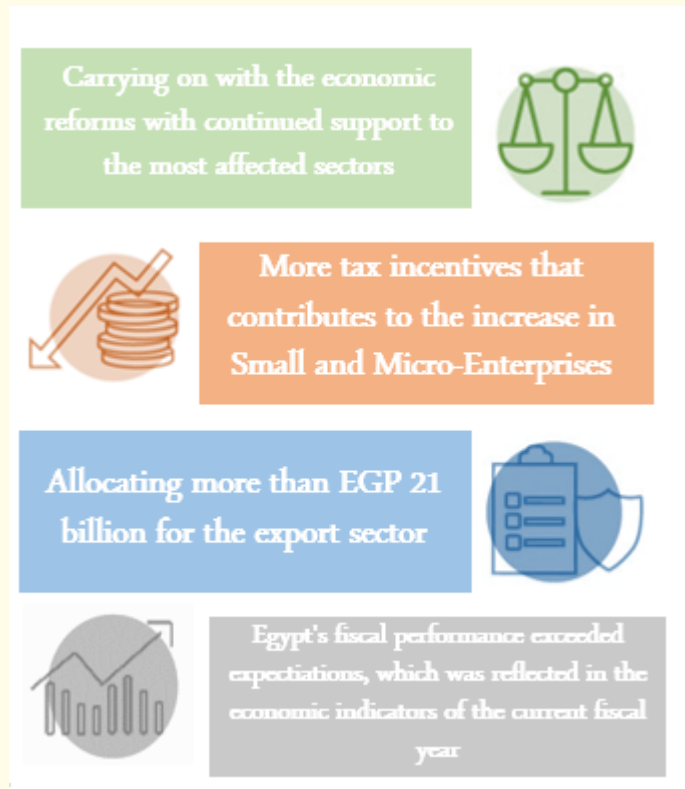 Carrying on with the economic
reforms with continued support to
the most affected sectors
More tax incentives that
contributes to the increase in
Small and Micro-Enterprises
Allocating more than EGP 21
billion for the export sector
Egypt's fiscal performance exceeded
expectiations, which was reflected in the
economic indicators of the current fiscal
year